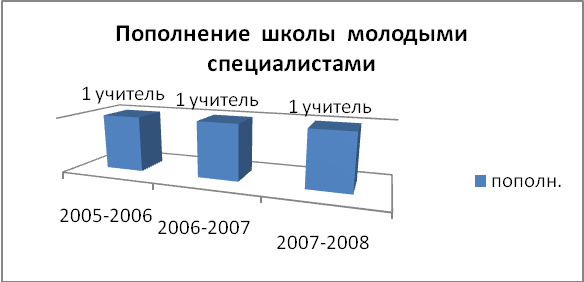 Пополнение школы молодыми
специалистами
1 учитель
1 учитель
1 учитель
пополн.
2005-2006
2006-2007
2007-2008